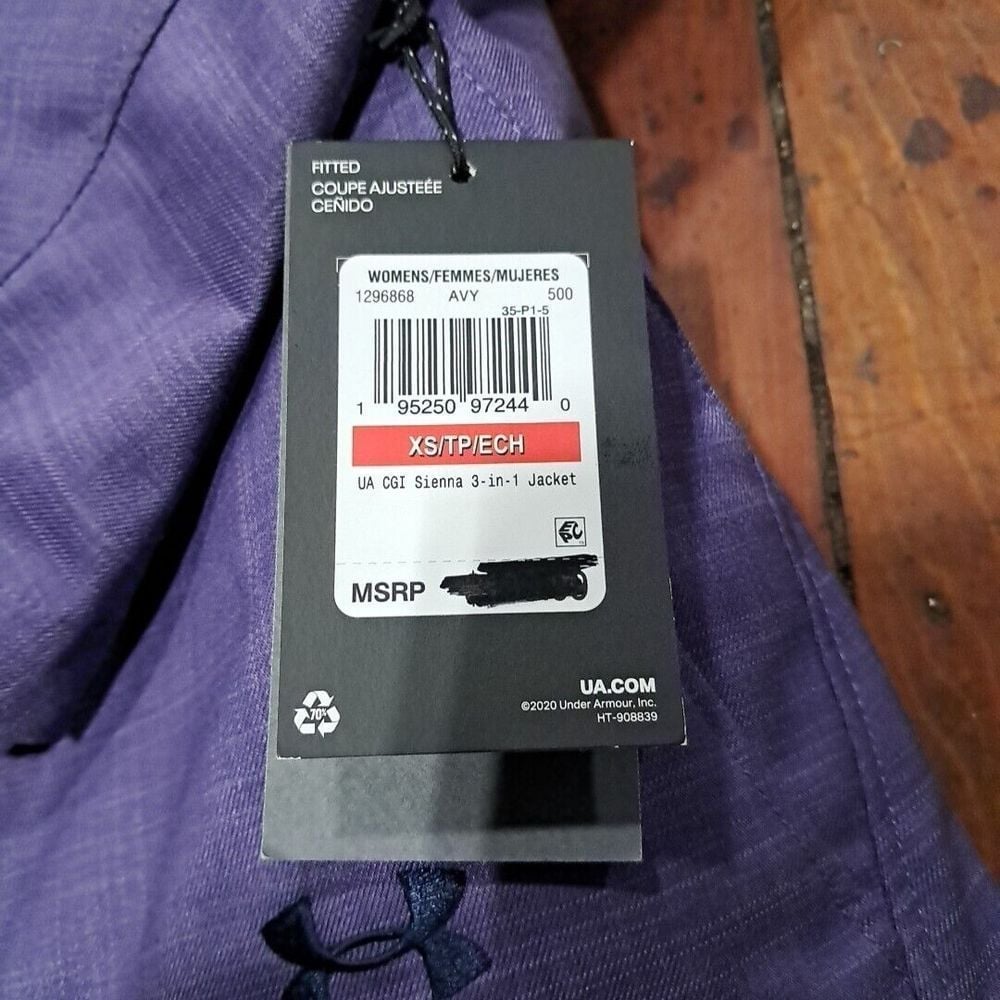 FITTED
COUPE AJUSTEÉE
CEÑIDO
WOMENS/FEMMES/MUJERES
1296868 AVY 500
35-P1-5
1 95250 97244 0
XS/TP/ECH
UA CGI Sienna 3-in-1 Jacket
EPC
MSRP
UA.COM
70%
©2020 Under Armour, Inc.
HT-908839